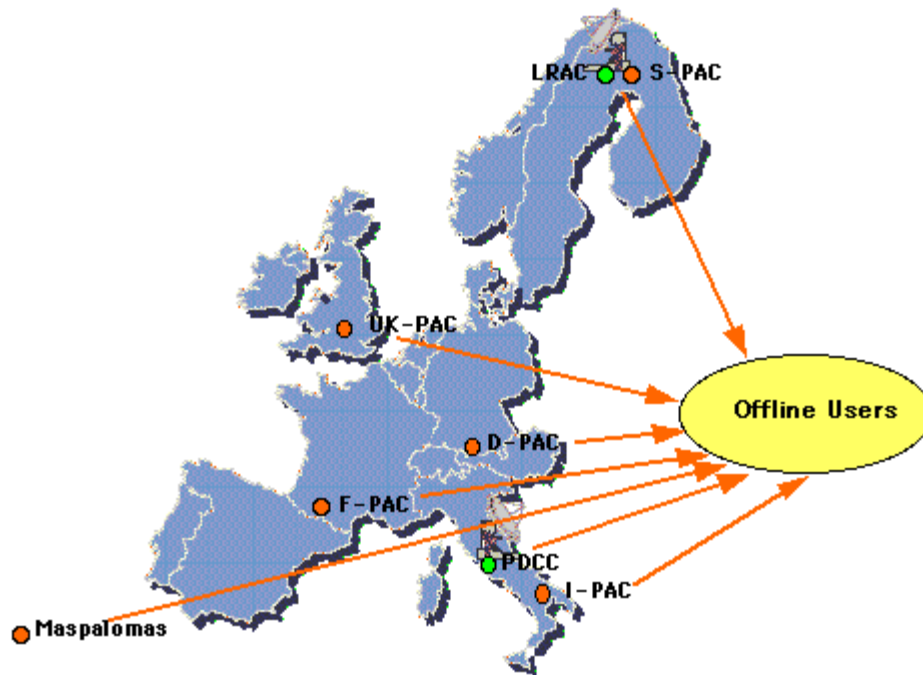 LRAC
S-PAC
UK-PAC
Offline Users
D-PAC
F-PAC
PDCC
I-PAC
Maspalomas